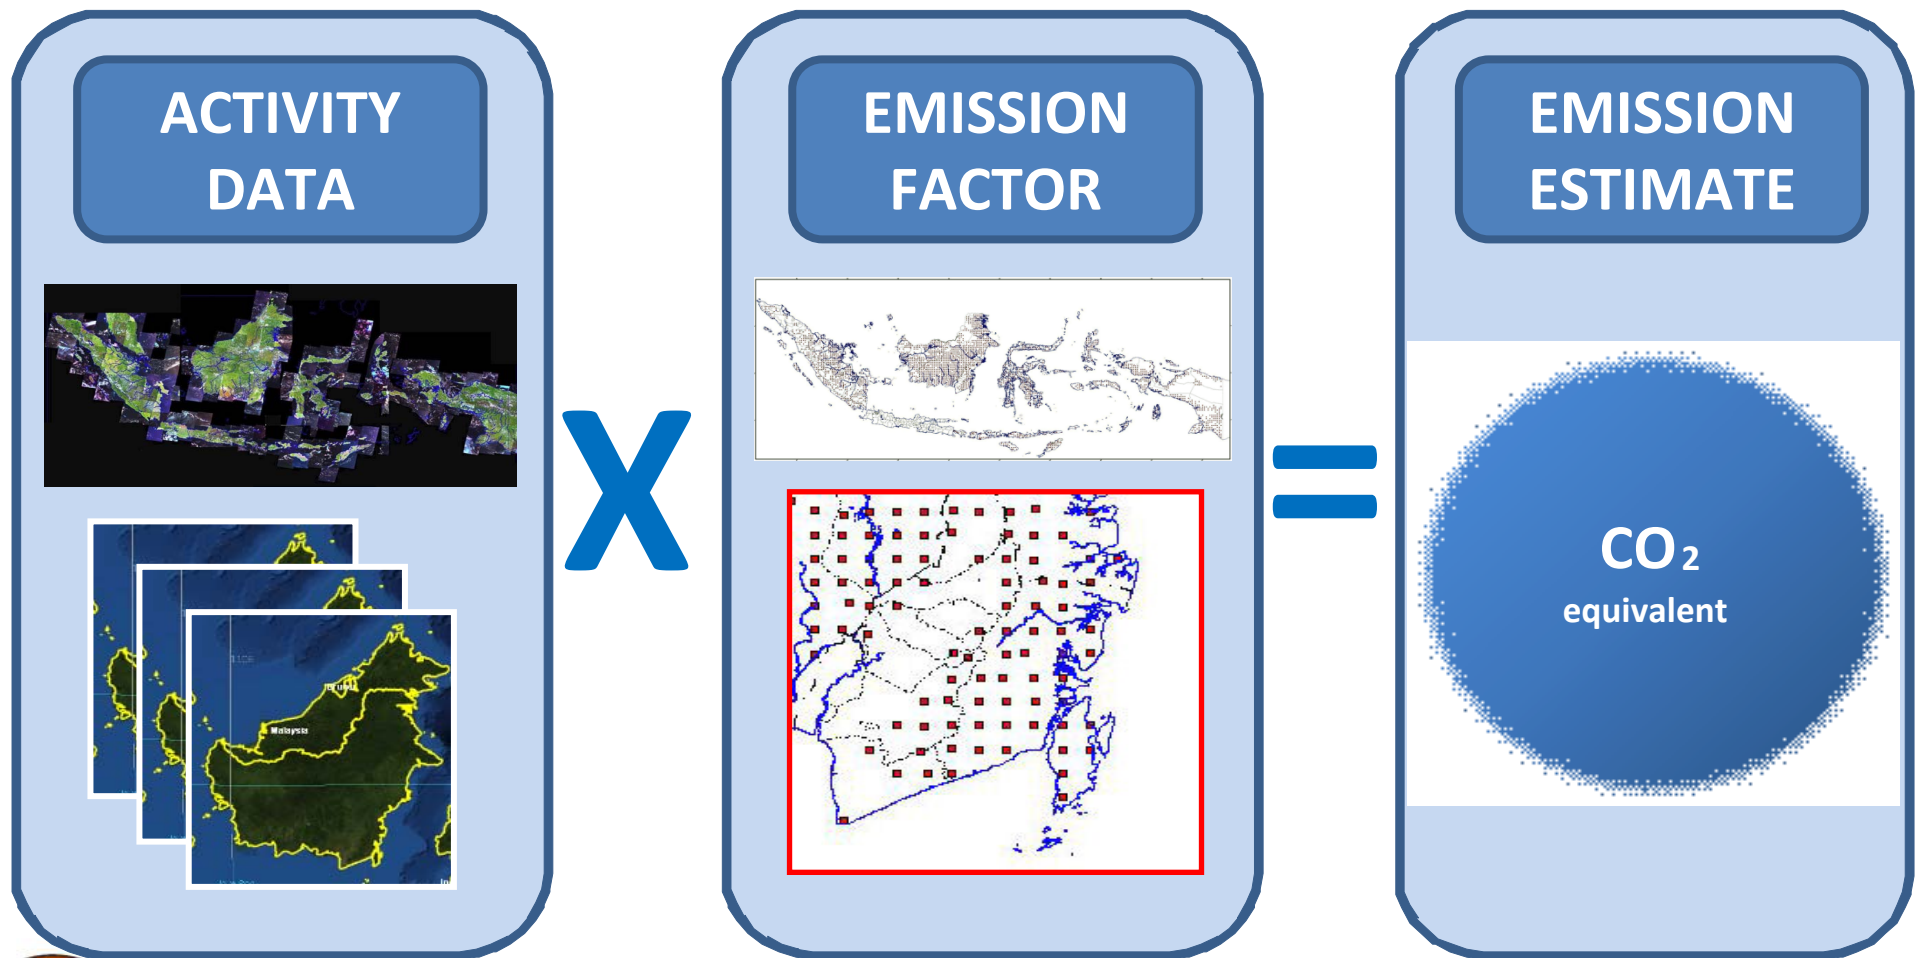 ACTIVITY
DATA
X
EMISSION
FACTOR
=
EMISSION
ESTIMATE
Malaysia
CO2
equivalent